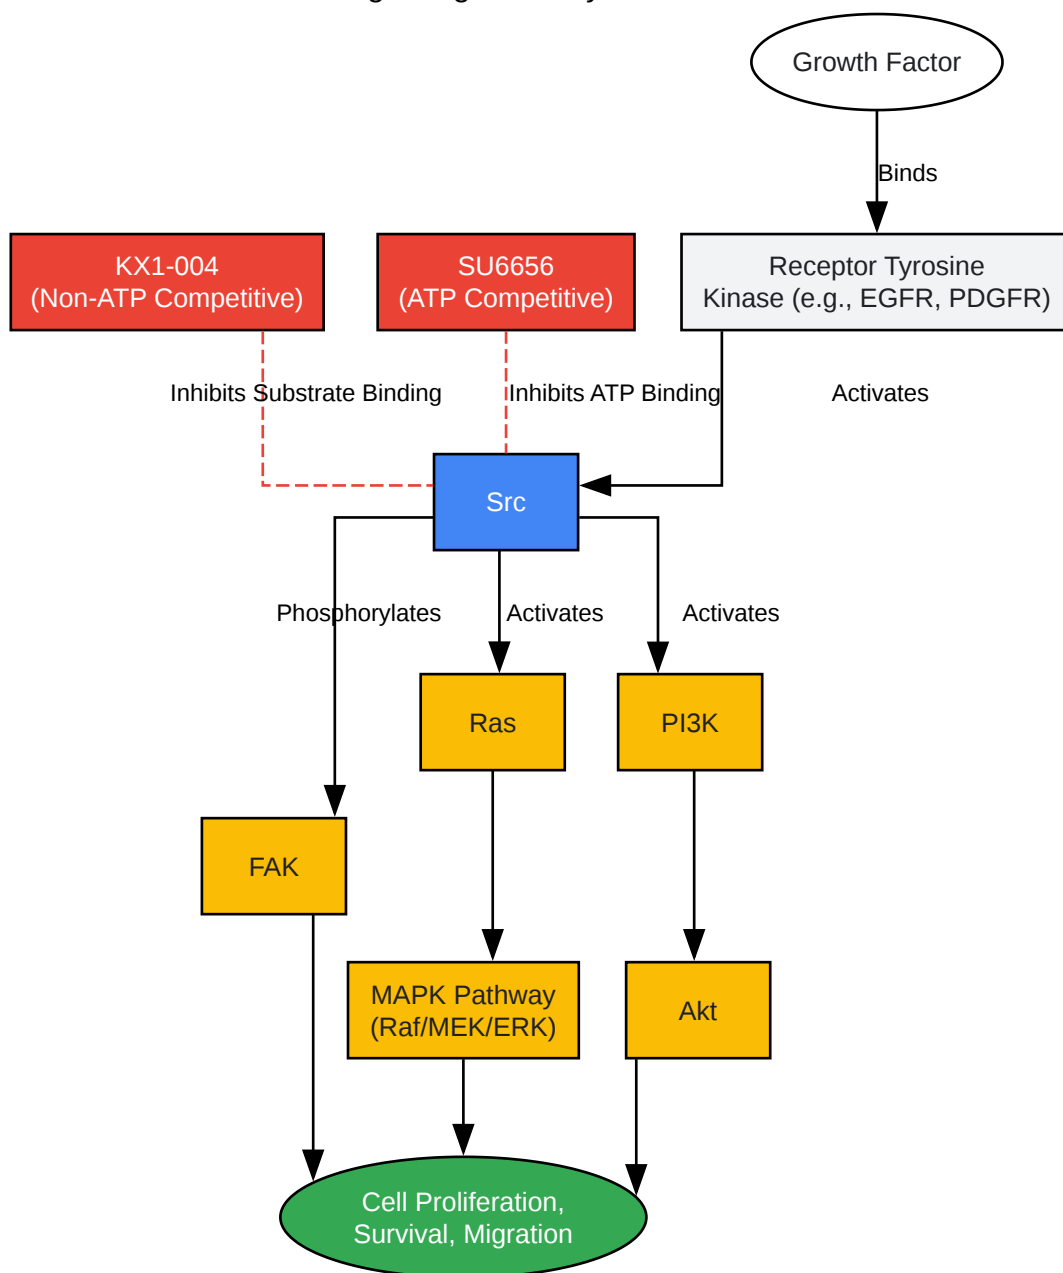 Growth Factor
Binds
KX1-004
(Non-ATP Competitive)
SU6656
(ATP Competitive)
Receptor Tyrosine
Kinase (e.g., EGFR, PDGFR)
Inhibits Substrate Binding
Inhibits ATP Binding
Activates
Src
Phosphorylates
Activates
Activates
Ras
PI3K
FAK
MAPK Pathway
(Raf/MEK/ERK)
Akt
Cell Proliferation,
Survival, Migration